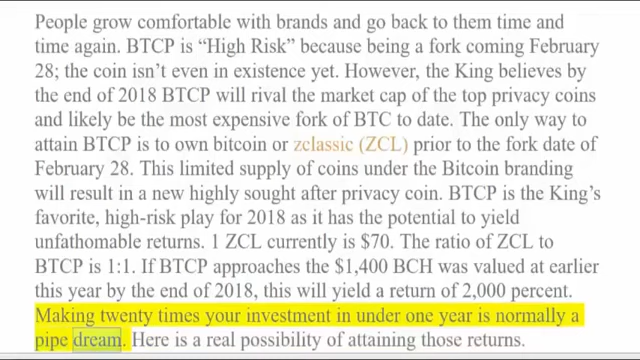 People grow comfortable with brands and go back to them time and
time again. BTCP is “High Risk” because being a fork coming February
28; the coin isn’t even in existence yet. However, the King believes by
the end of 2018 BTCP will rival the market cap of the top privacy coins
and likely be the most expensive fork of BTC to date. The only way to
attain BTCP is to own bitcoin or zclassic (ZCL) prior to the fork date of
February 28. This limited supply of coins under the Bitcoin branding
will result in a new highly sought after privacy coin. BTCP is the King’s
favorite, high-risk play for 2018 as it has the potential to yield
unfathomable returns. 1 ZCL currently is $70. The ratio of ZCL to
BTCP is 1:1. If BTCP approaches the $1,400 BCH was valued at earlier
this year by the end of 2018, this will yield a return of 2,000 percent.
Making twenty times your investment in under one year is normally a
pipe dream. Here is a real possibility of attaining those returns.